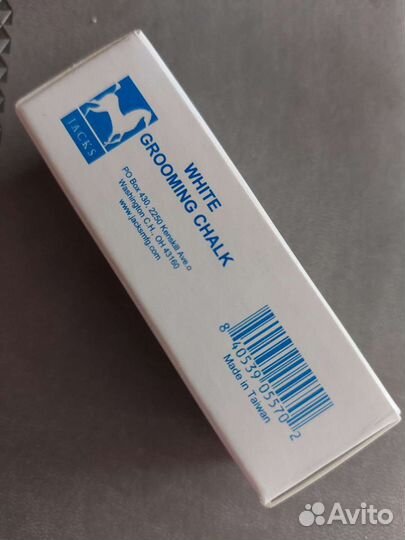 JACKS
WHITE
GROOMING CHALK
PO Box 430, 2250 Kenskill Ave.o
Washington C.H., OH 43160
www.jacksmfg.com
8 40539 05570 2
Made in Taiwan
Avito